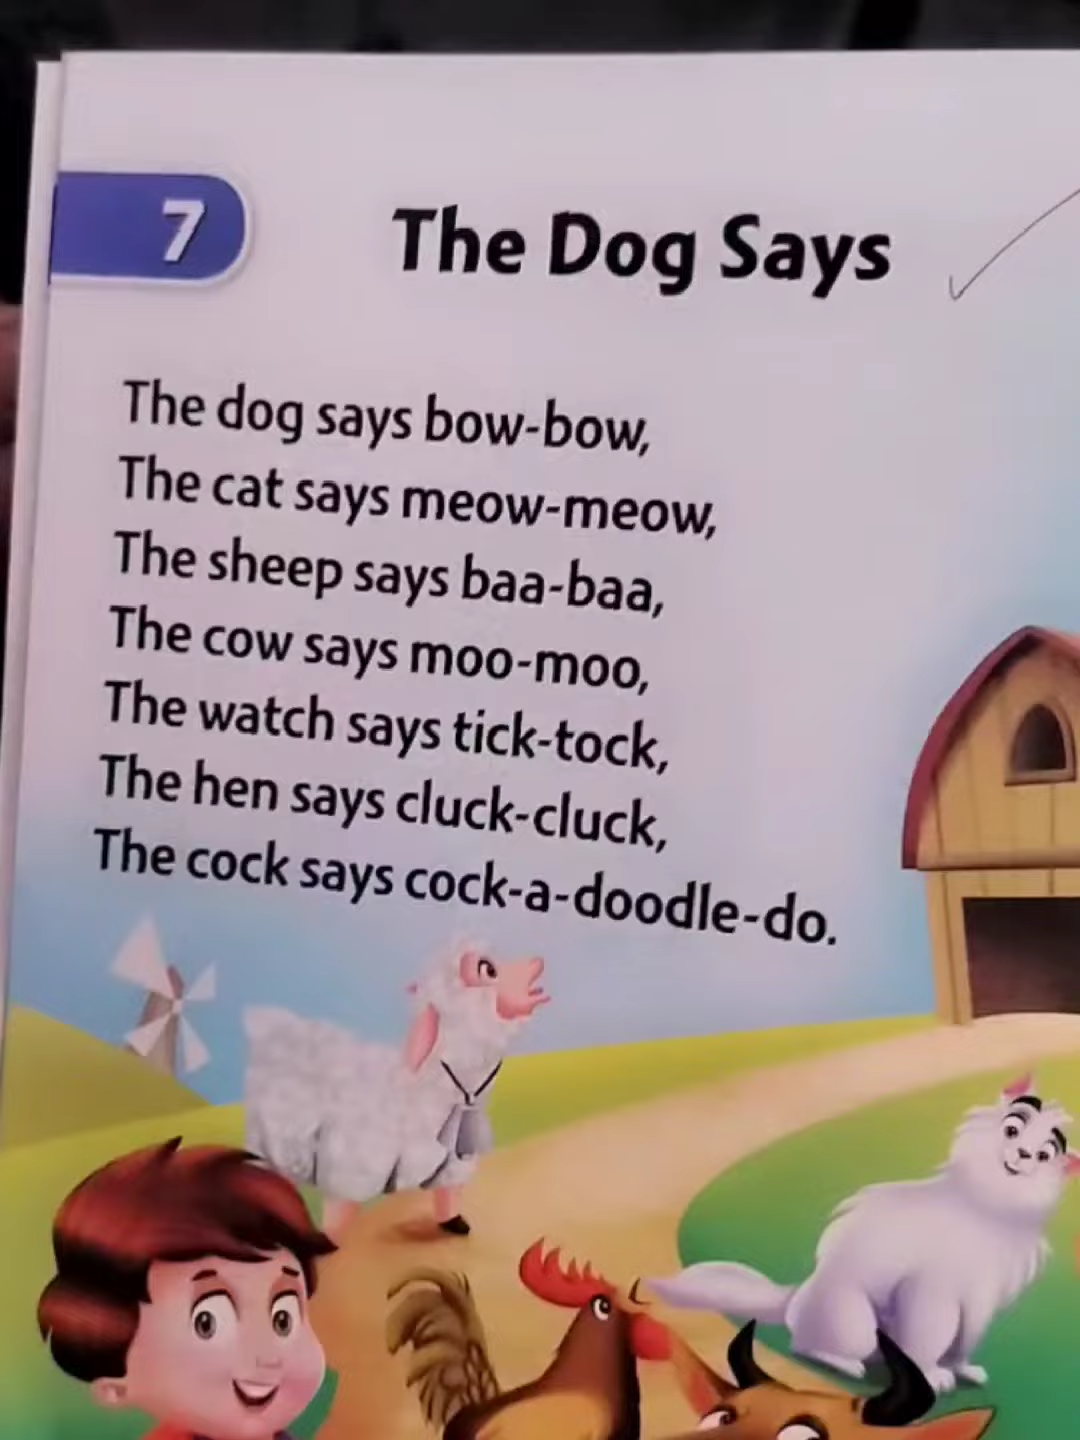 7
The Dog Says
The dog says bow-bow,
The cat says meow-meow,
The sheep says baa-baa,
The cow says moo-moo,
The watch says tick-tock,
The hen says cluck-cluck,
The cock says cock-a-doodle-do.